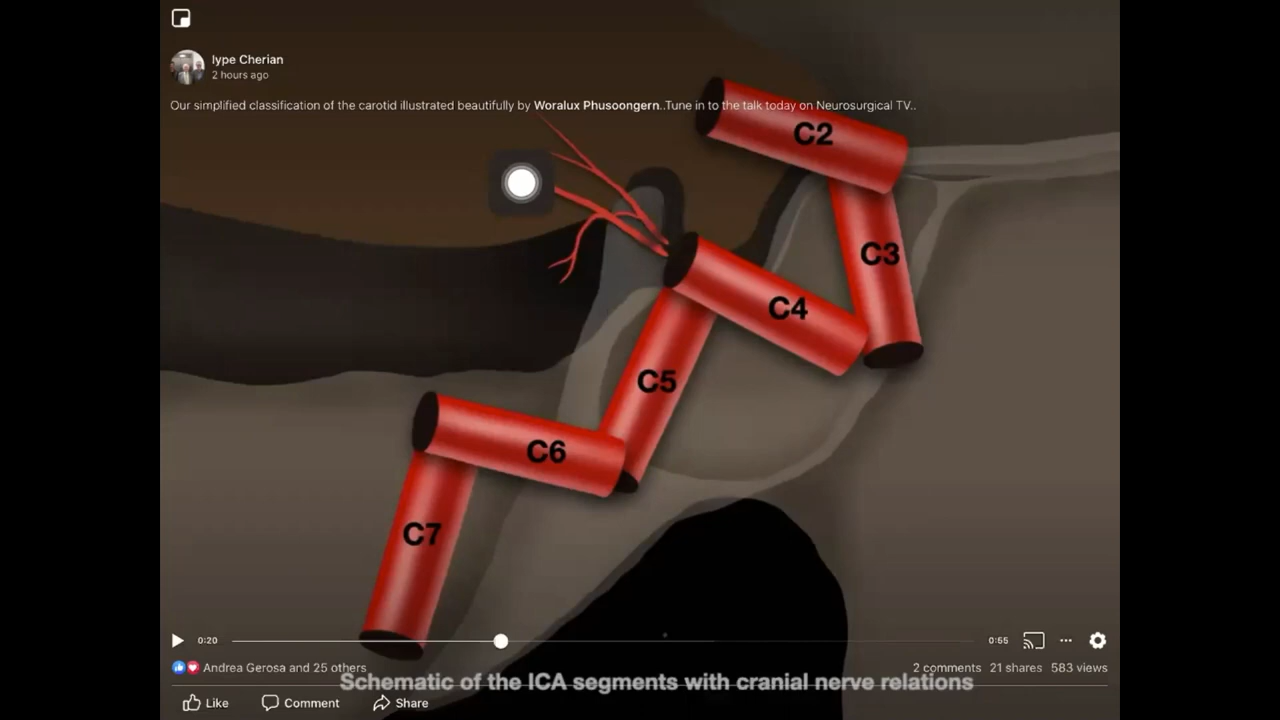 Iype Cherian
2 hours ago
Our simplified classification of the carotid illustrated beautifully by Woralux Phusoongern..Tune in to the talk today on Neurosurgical TV..
C2
C3
C4
C5
C6
C7
0:20
0:55
Andrea Gerosa and 25 others
2 comments 21 shares 583 views
Schematic of the ICA segments with cranial nerve relations
Like Comment Share